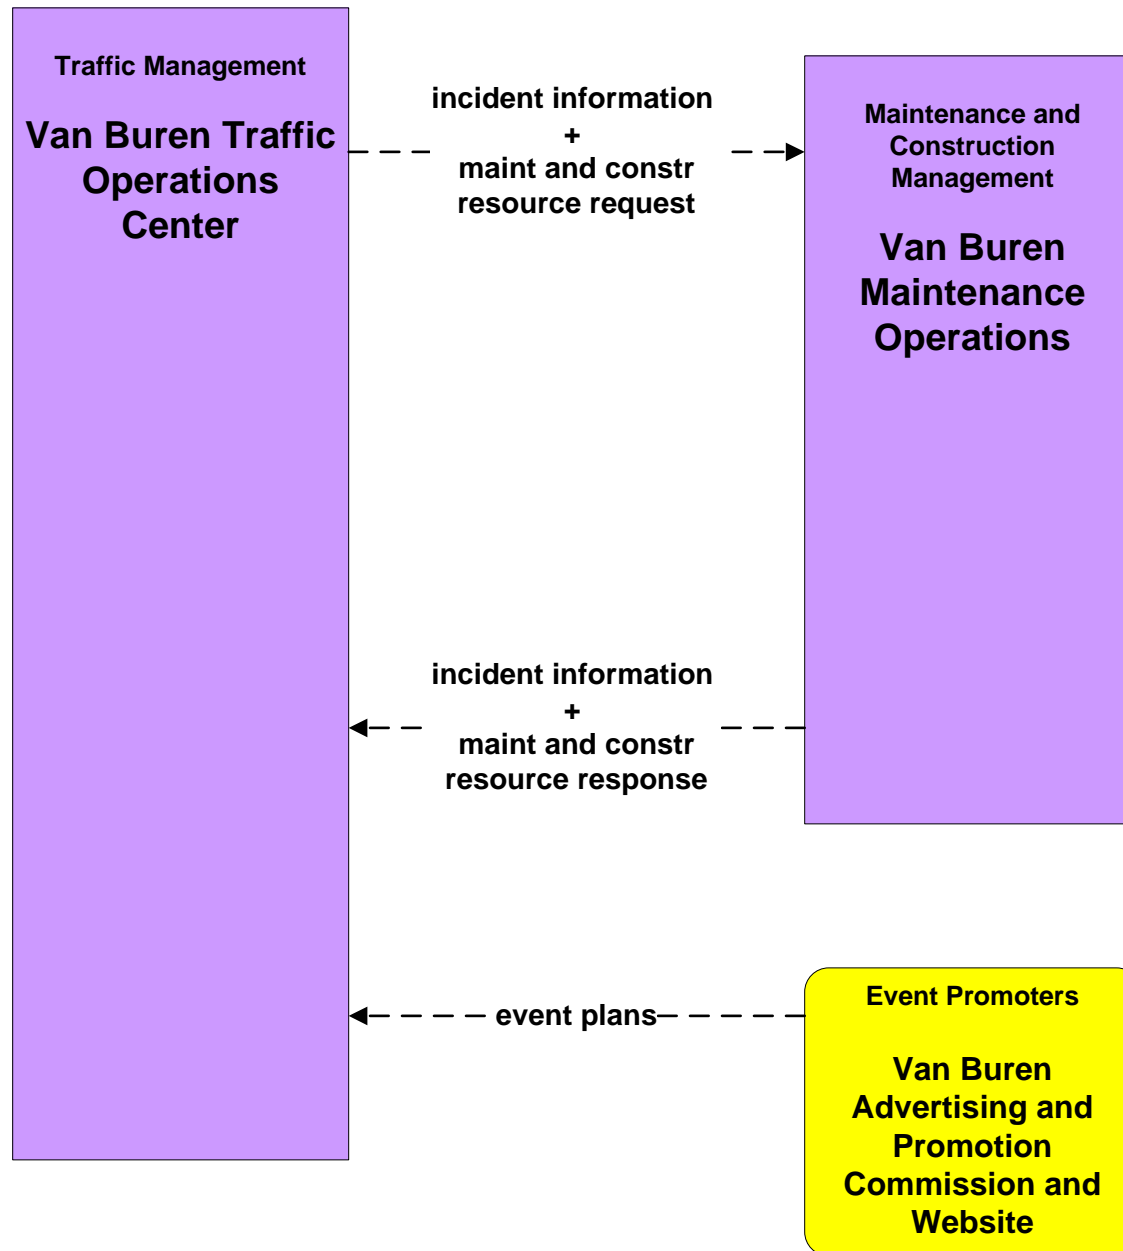 Traffic Management
Van Buren Traffic
Operations
Center
incident information
+
maint and constr
resource request
Maintenance and
Construction
Management
Van Buren
Maintenance
Operations
incident information
+
maint and constr
resource response
event plans
Event Promoters
Van Buren
Advertising and
Promotion
Commission and
Website